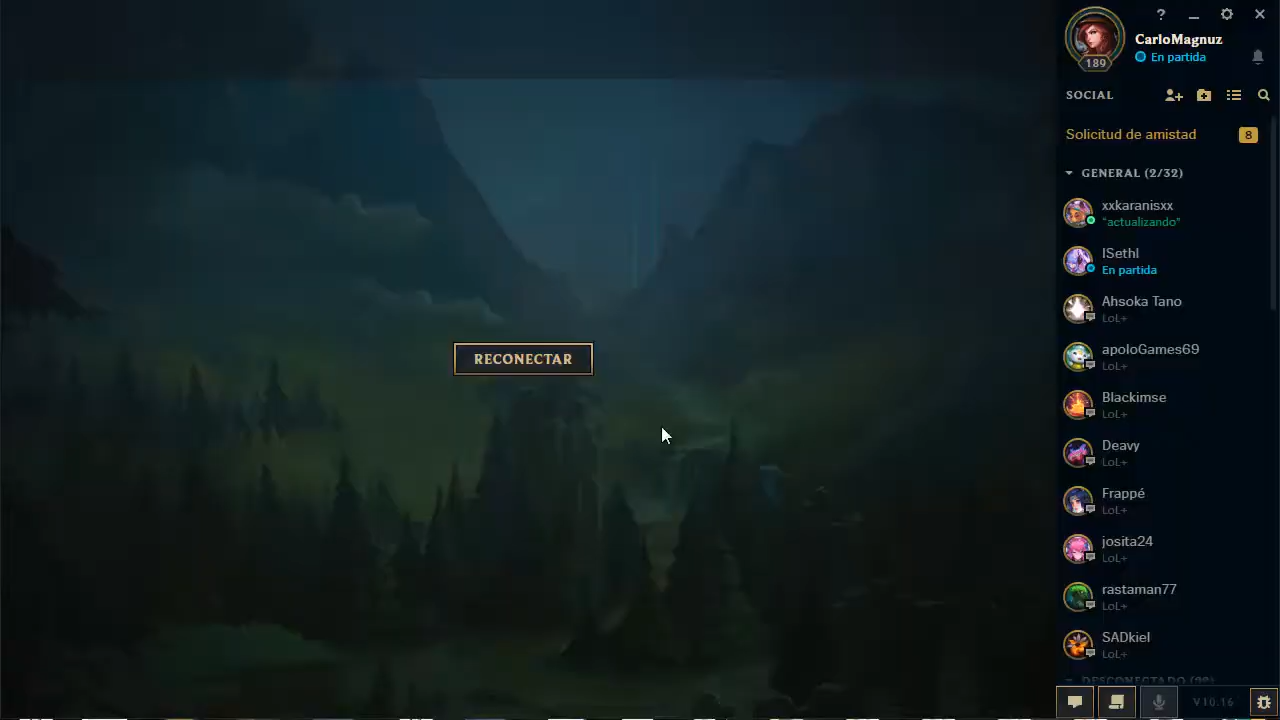 ?
CarloMagnuz
189
En partida
SOCIAL
Solicitud de amistad
8
GENERAL (2/32)
xxkaranisxx
"actualizando"
RECONECTAR
ISethI
En partida
Ahsoka Tano
LoL+
apoloGames69
LoL+
Blackimse
LoL+
Deavy
LoL+
Frappé
LoL+
josita24
LoL+
rastaman77
LoL+
SADkiel
LoL+
V10.16